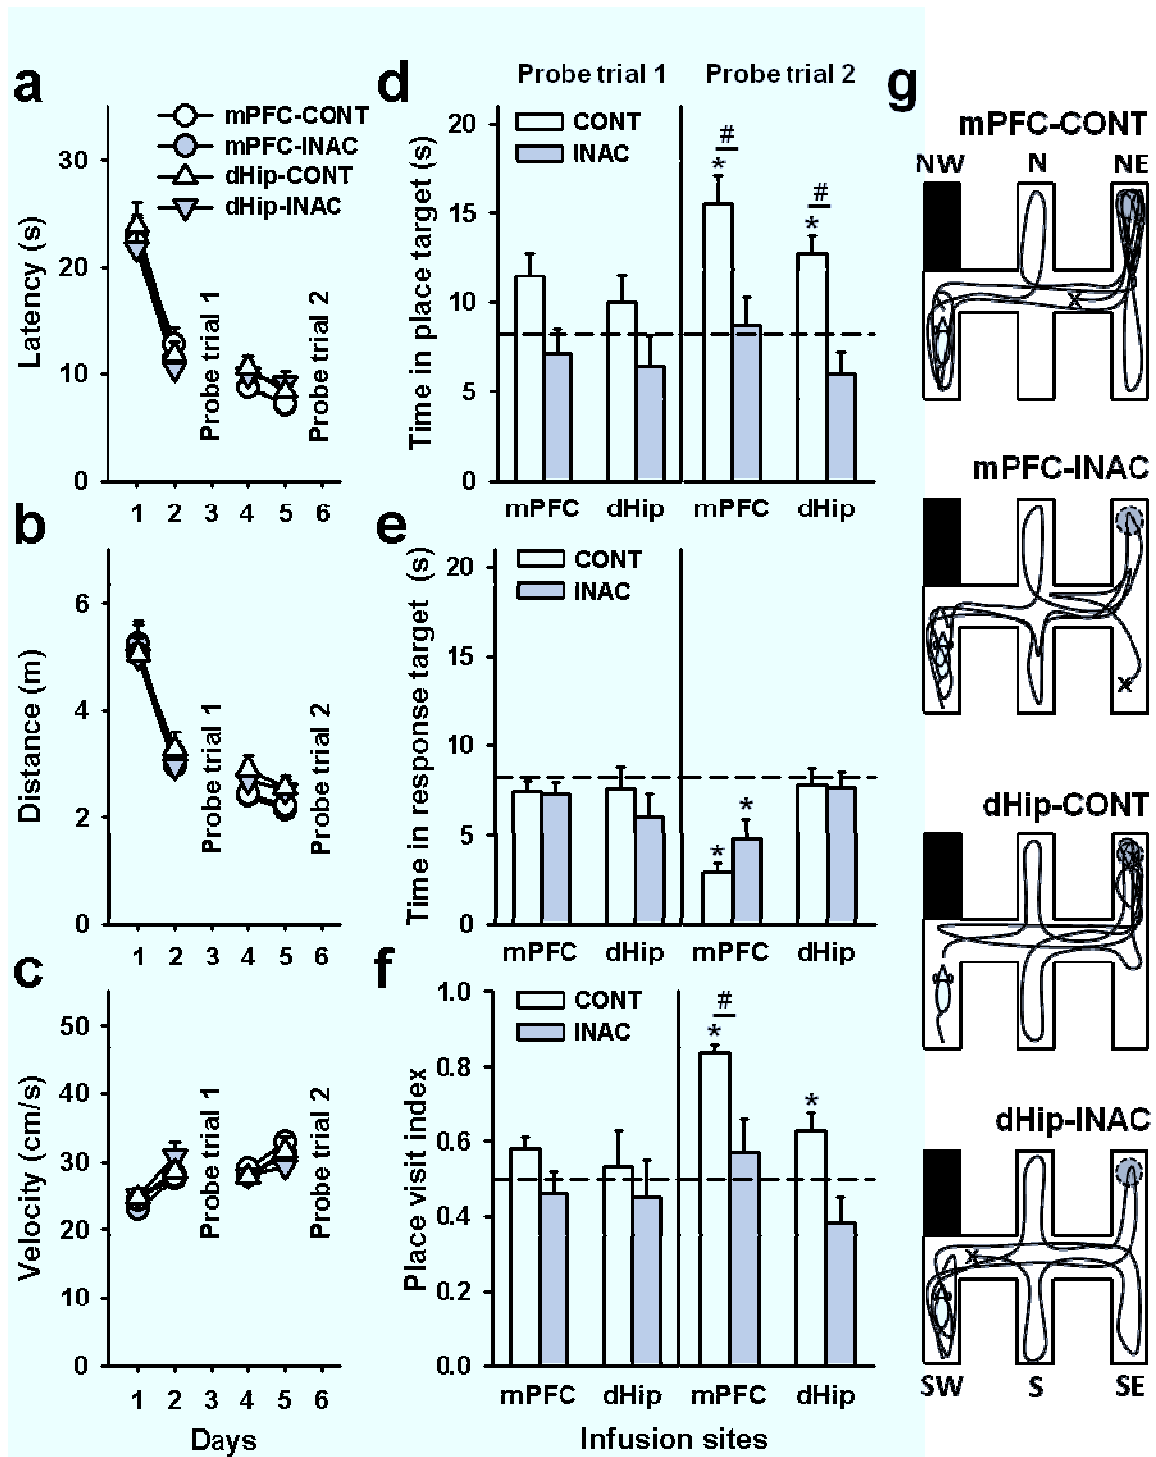 a
mPFC-CONT
mPFC-INAC
dHip-CONT
dHip-INAC
Latency (s)
30
20
10
0
Probe trial 1
Probe trial 2
1 2 3 4 5 6
b
Distance (m)
6
4
2
0
Probe trial 1
Probe trial 2
1 2 3 4 5 6
c
Velocity (cm/s)
50
40
30
20
10
0
Probe trial 1
Probe trial 2
1 2 3 4 5 6
Days
d
Probe trial 1 Probe trial 2
CONT
INAC
Time in place target (s)
20
15
10
5
0
#
*
#
*
mPFC dHip mPFC dHip
e
CONT
INAC
Time in response target (s)
20
15
10
5
0
*
*
mPFC dHip mPFC dHip
f
CONT
INAC
Place visit index
1.0
0.8
0.6
0.4
0.2
0.0
#
*
*
mPFC dHip mPFC dHip
Infusion sites
g
mPFC-CONT
NW N NE
X
mPFC-INAC
X
dHip-CONT
dHip-INAC
X
SW S SE